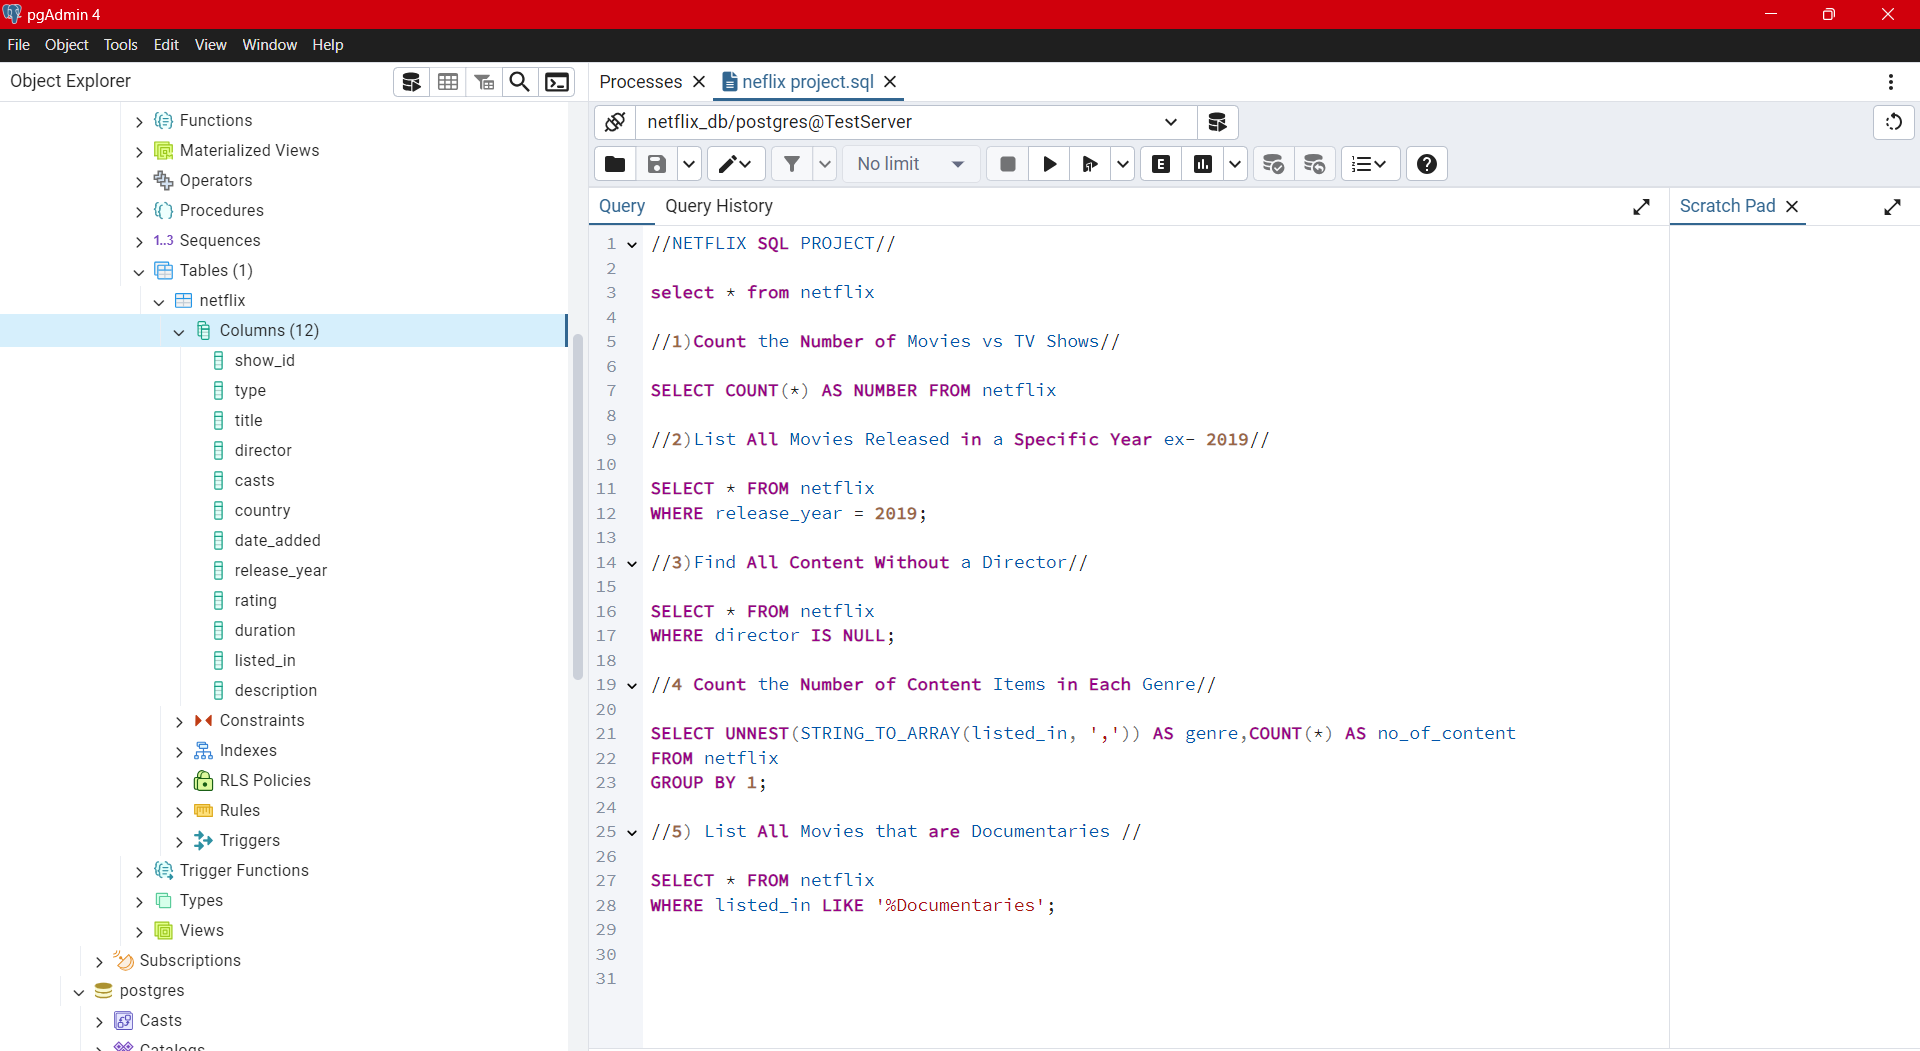 pgAdmin 4
File Object Tools Edit View Window Help
Object Explorer
Processes
neflix project.sql
netflix_db/postgres@TestServer
No limit
E
Query
Query History
Scratch Pad
Functions
Materialized Views
Operators
Procedures
1..3 Sequences
Tables (1)
netflix
Columns (12)
show_id
type
title
director
casts
country
date_added
release_year
rating
duration
listed_in
description
Constraints
Indexes
RLS Policies
Rules
Triggers
Trigger Functions
Types
Views
Subscriptions
postgres
Casts
Catalogs
1 //NETFLIX SQL PROJECT//
2
3 select * from netflix
4
5 //1)Count the Number of Movies vs TV Shows//
6
7 SELECT COUNT(*) AS NUMBER FROM netflix
8
9 //2)List All Movies Released in a Specific Year ex- 2019//
10
11 SELECT * FROM netflix
12 WHERE release_year = 2019;
13
14 //3)Find All Content Without a Director//
15
16 SELECT * FROM netflix
17 WHERE director IS NULL;
18
19 //4 Count the Number of Content Items in Each Genre//
20
21 SELECT UNNEST(STRING_TO_ARRAY(listed_in, ',')) AS genre,COUNT(*) AS no_of_content
22 FROM netflix
23 GROUP BY 1;
24
25 //5) List All Movies that are Documentaries //
26
27 SELECT * FROM netflix
28 WHERE listed_in LIKE '%Documentaries';
29
30
31